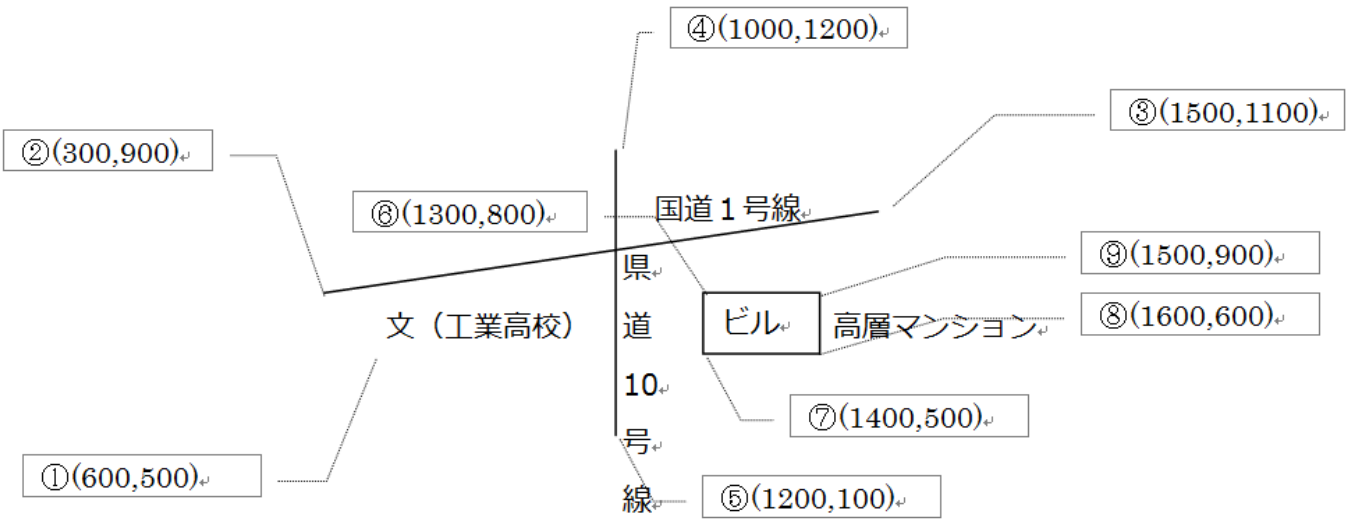 ④(1000,1200)
③(1500,1100)
②(300,900)
⑥(1300,800)
国道１号線
⑨(1500,900)
県
道
10
号
線
文（工業高校）
ビル
高層マンション
⑧(1600,600)
⑦(1400,500)
①(600,500)
⑤(1200,100)